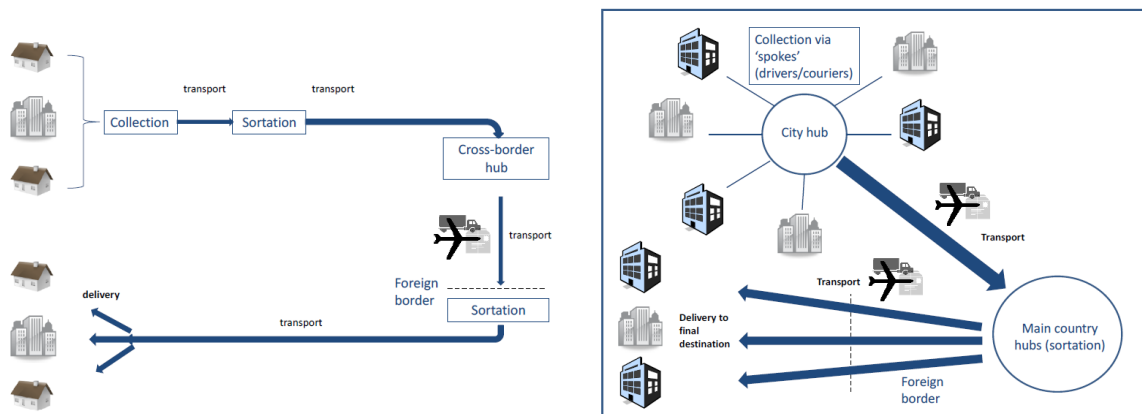 transport
transport
Collection
Sortation
Cross-border
hub
transport
Foreign
border
Sortation
delivery
transport
Collection via
‘spokes’
(drivers/couriers)
City hub
Transport
Transport
Delivery to
final
destination
Main country
hubs (sortation)
Foreign
border